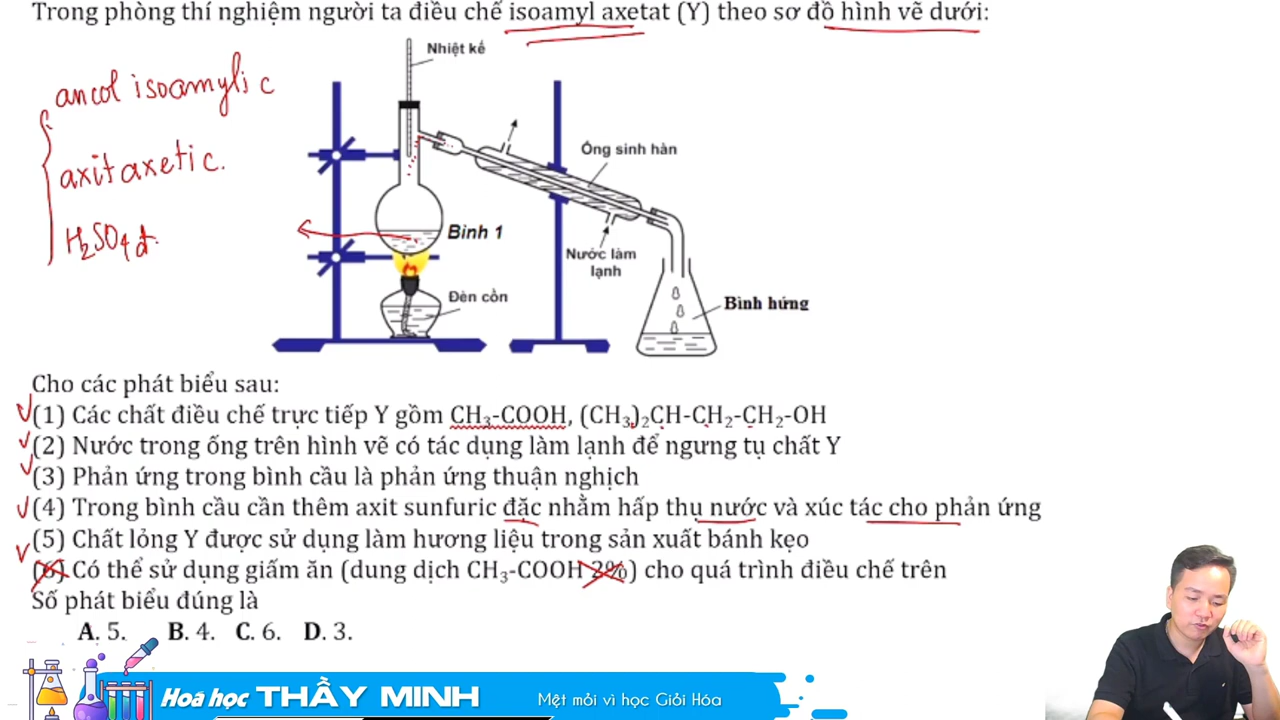 Trong phòng thí nghiệm người ta điều chế isoamyl axetat (Y) theo sơ đồ hình vẽ dưới:
Nhiệt kế
ancol isoamylic
Ống sinh hàn
axit axetic.
H₂SO₄ đ.
Bình 1
Nước làm
lạnh
Đèn cồn
Bình hứng
Cho các phát biểu sau:
(1) Các chất điều chế trực tiếp Y gồm CH₃-COOH, (CH₃)₂CH-CH₂-CH₂-OH
(2) Nước trong ống trên hình vẽ có tác dụng làm lạnh để ngưng tụ chất Y
(3) Phản ứng trong bình cầu là phản ứng thuận nghịch
(4) Trong bình cầu cần thêm axit sunfuric đặc nhằm hấp thụ nước và xúc tác cho phản ứng
(5) Chất lỏng Y được sử dụng làm hương liệu trong sản xuất bánh kẹo
(6) Có thể sử dụng giấm ăn (dung dịch CH₃-COOH 2%) cho quá trình điều chế trên
Số phát biểu đúng là
A. 5. B. 4. C. 6. D. 3.
Hoá học THẦY MINH Mệt mỏi vì học Giỏi Hóa